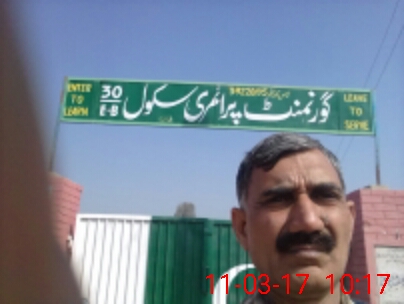 ENTER
TO
LEARN
30
E-B
گورنمنٹ پرائمری سکول
LEAVE
TO
SERVE
11-03-17 10:17